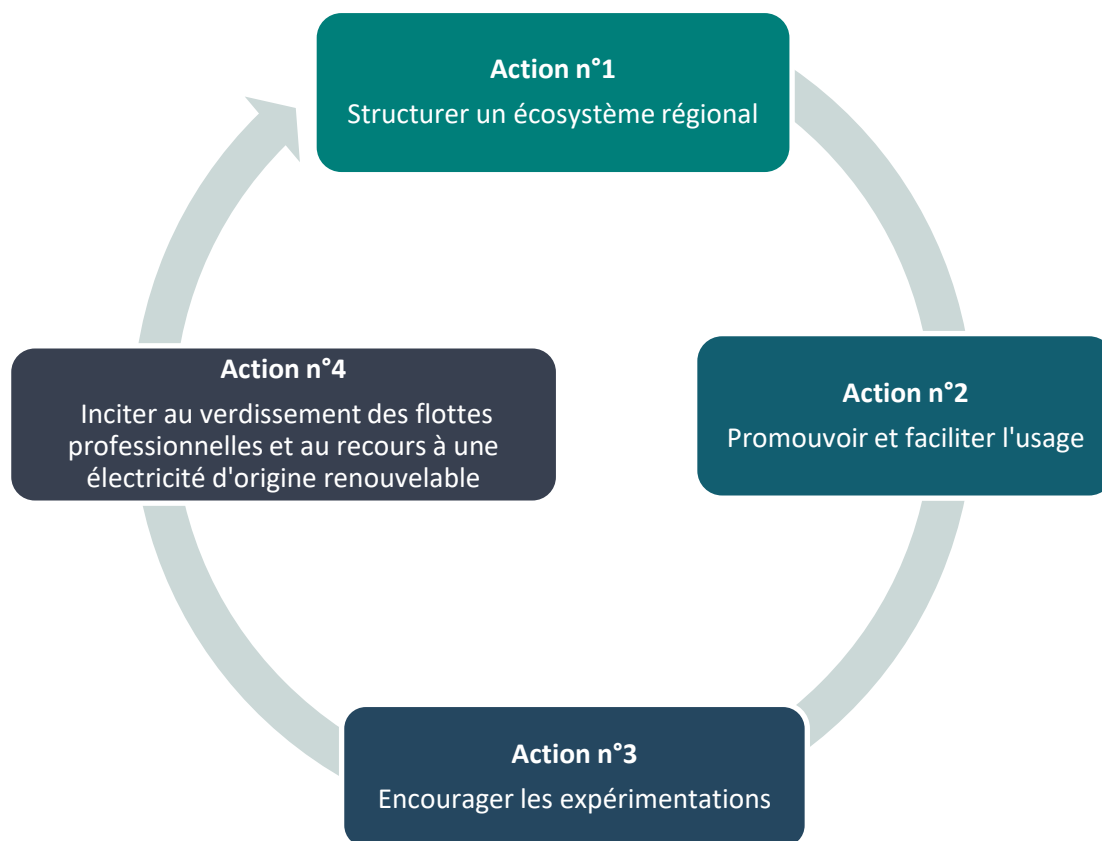 Action n°1
Structurer un écosystème régional
Action n°2
Promouvoir et faciliter l'usage
Action n°3
Encourager les expérimentations
Action n°4
Inciter au verdissement des flottes
professionnelles et au recours à une
électricité d'origine renouvelable